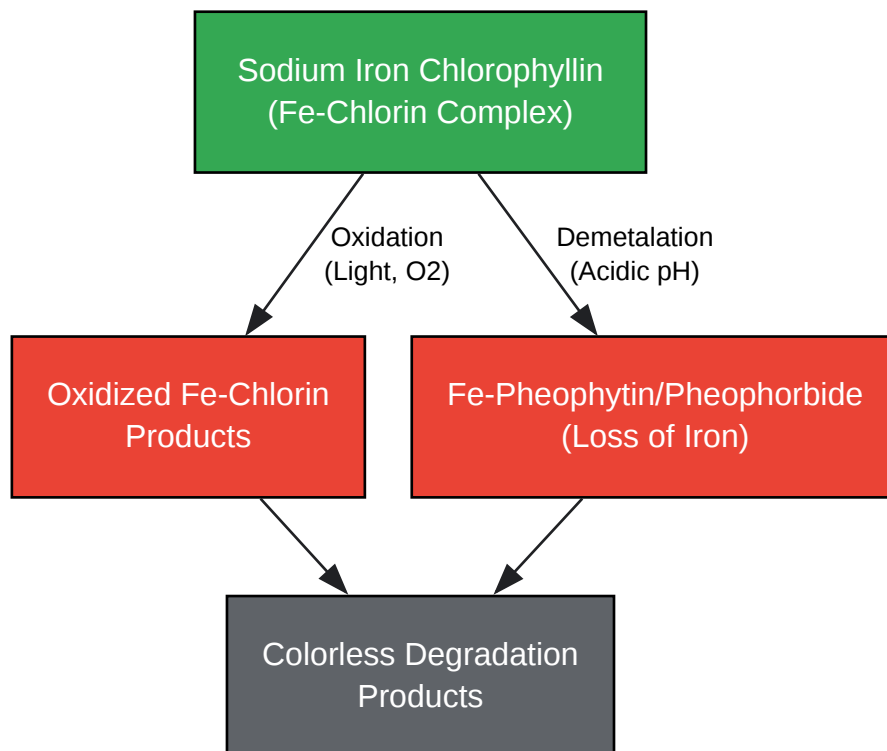 Sodium Iron Chlorophyllin
(Fe-Chlorin Complex)
Oxidation
(Light, O2)
Demetalation
(Acidic pH)
Oxidized Fe-Chlorin
Products
Fe-Pheophytin/Pheophorbide
(Loss of Iron)
Colorless Degradation
Products